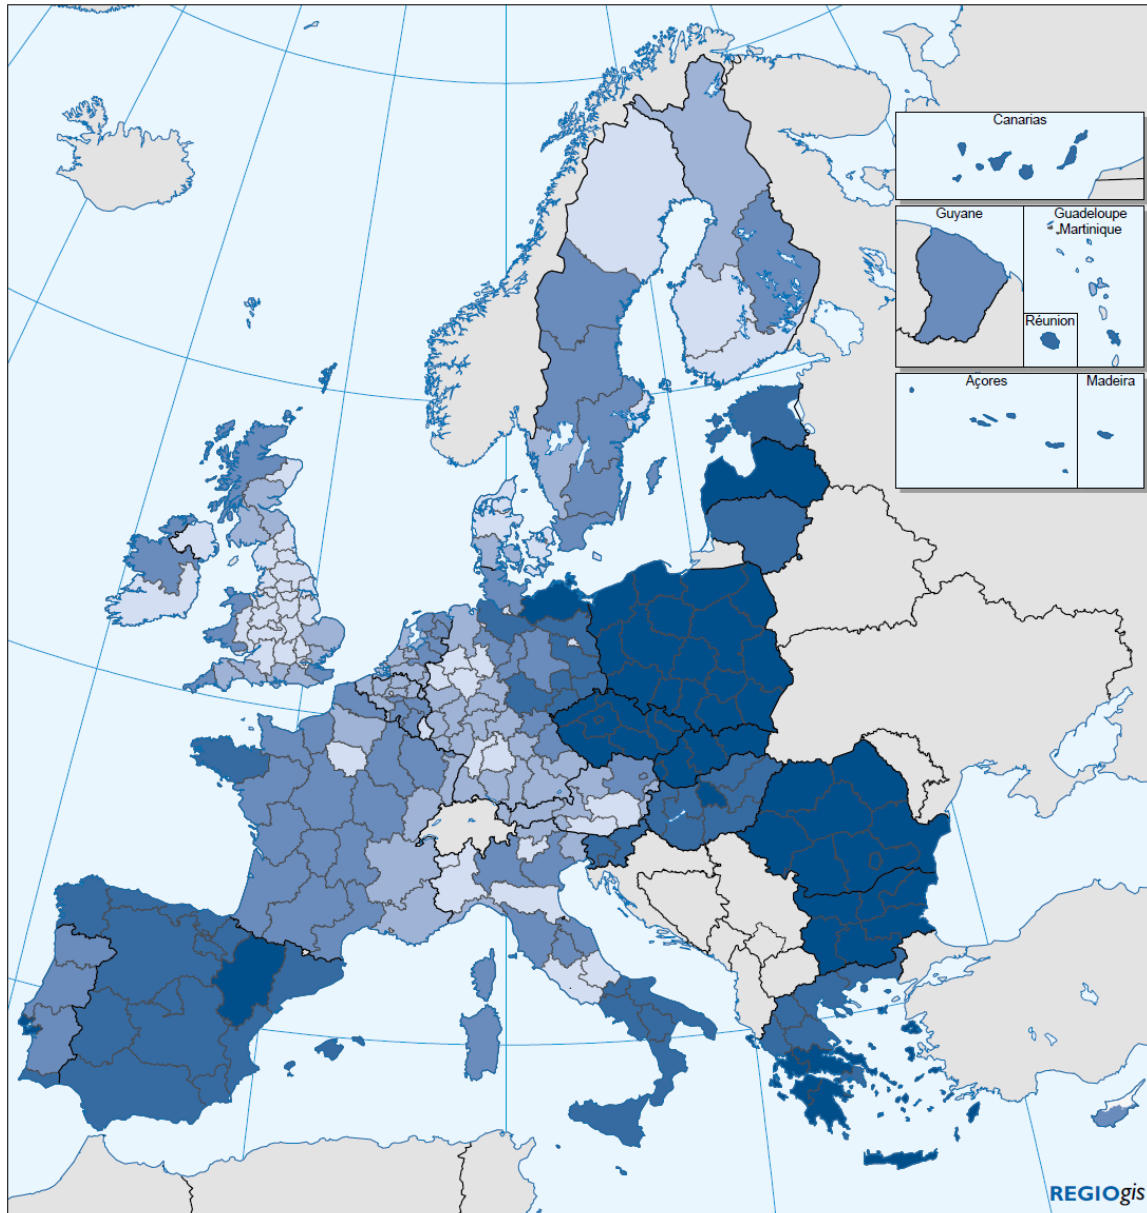 Canarias
Guyane
Guadeloupe
Martinique
Réunion
Açores
Madeira
REGIOgis